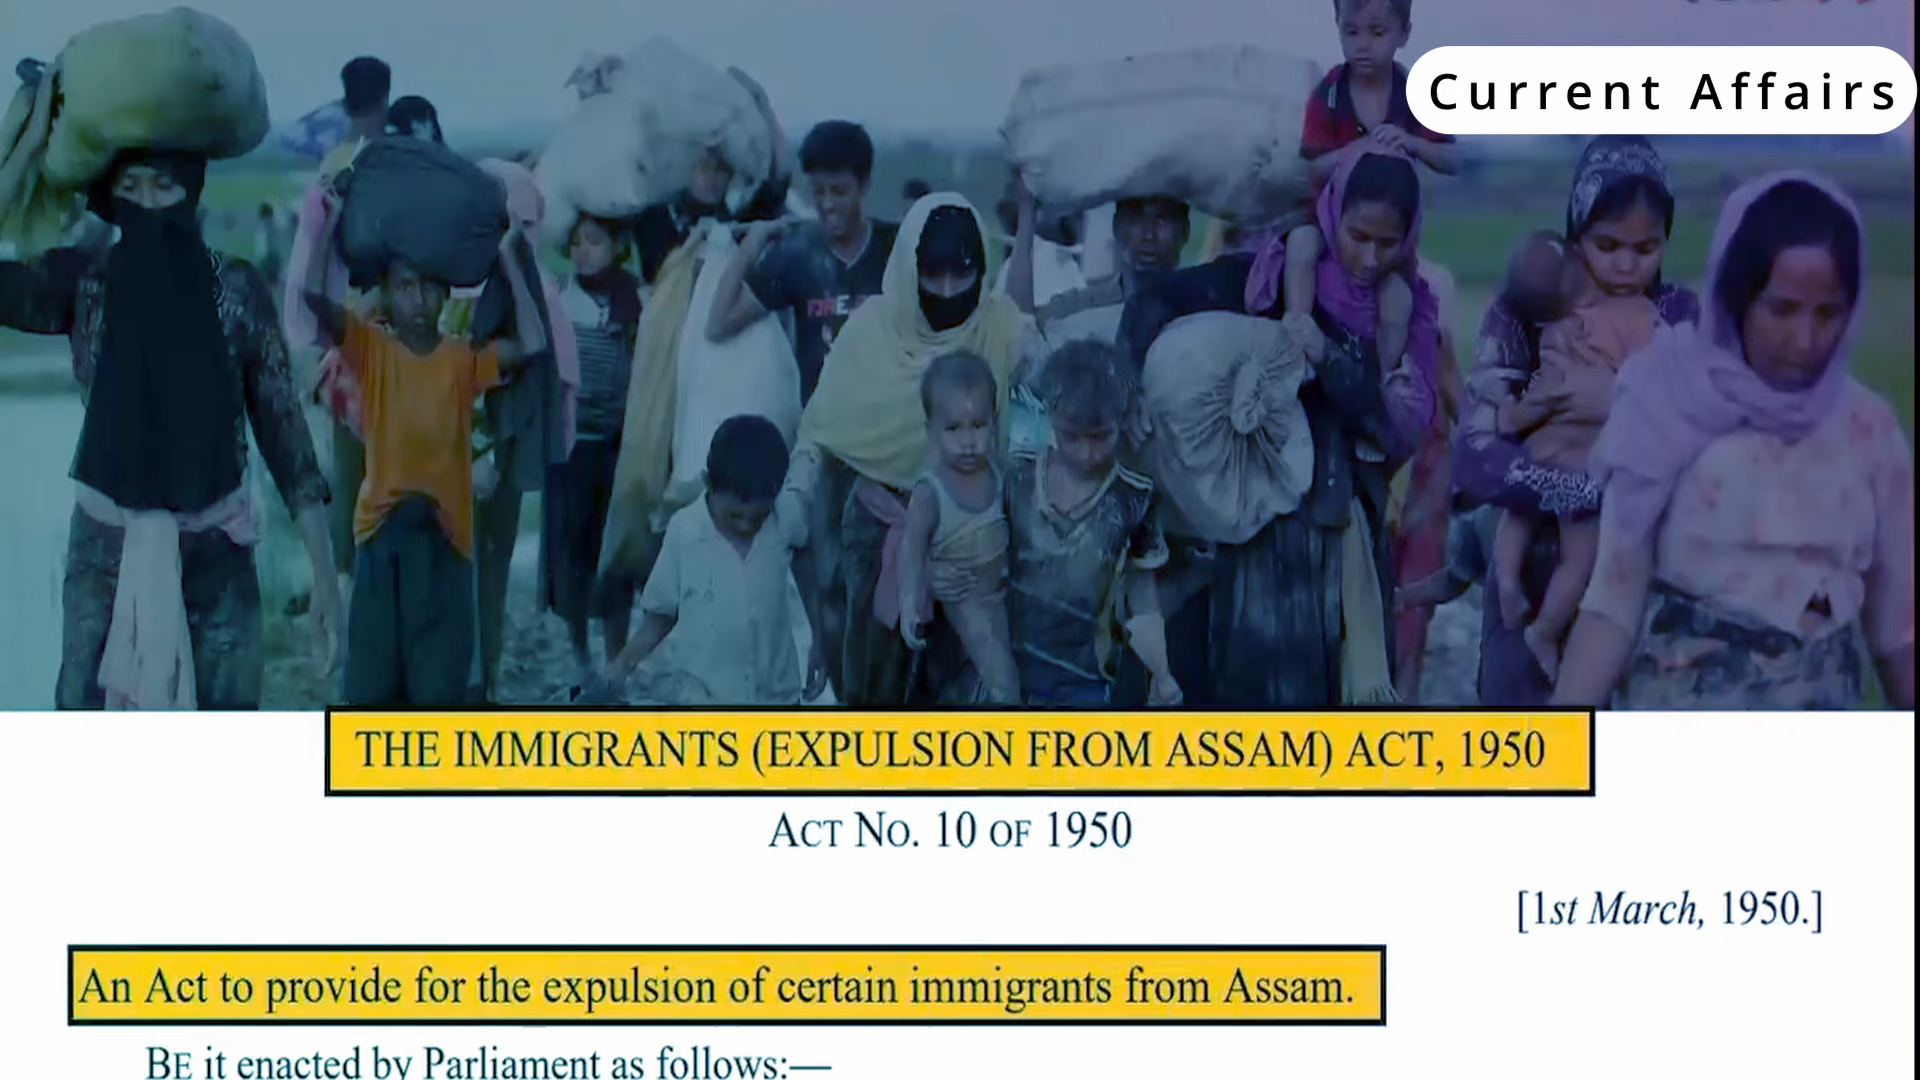 Current Affairs
THE IMMIGRANTS (EXPULSION FROM ASSAM) ACT, 1950
ACT NO. 10 OF 1950
[1st March, 1950.]
An Act to provide for the expulsion of certain immigrants from Assam.
BE it enacted by Parliament as follows:—